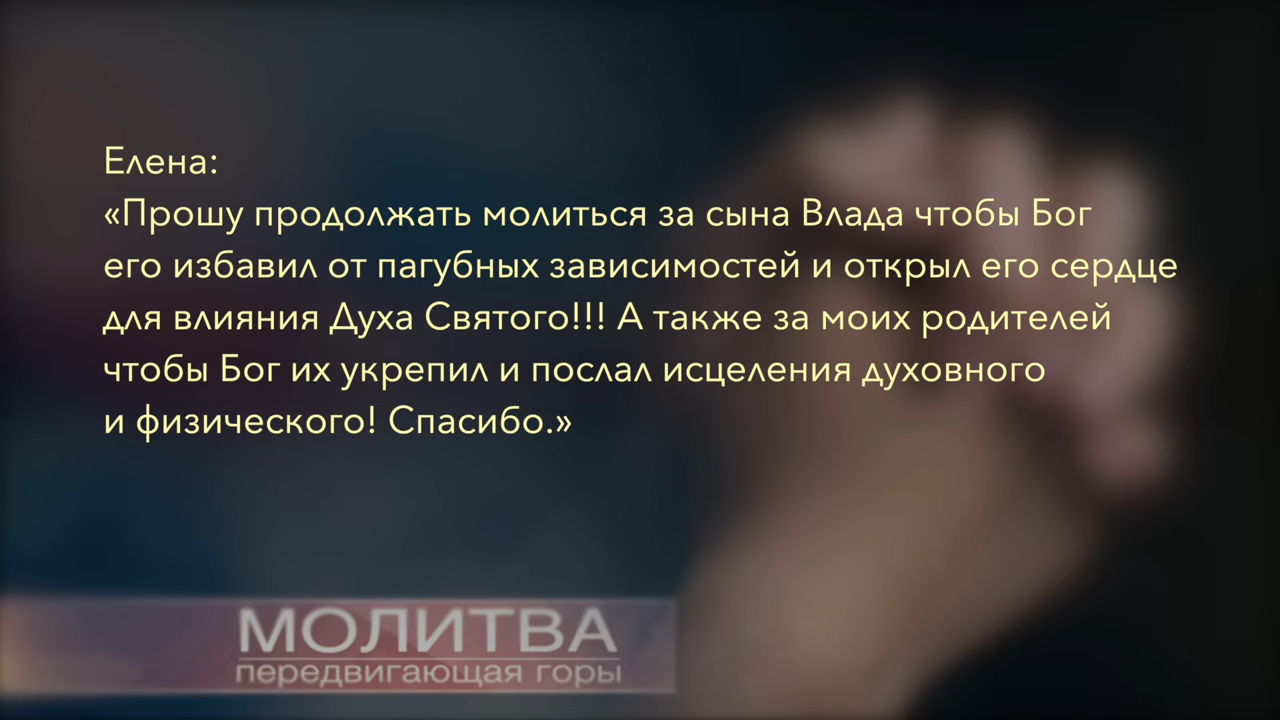 Елена:
«Прошу продолжать молиться за сына Влада чтобы Бог
его избавил от пагубных зависимостей и открыл его сердце
для влияния Духа Святого!!! А также за моих родителей
чтобы Бог их укрепил и послал исцеления духовного
и физического! Спасибо.»
МОЛИТВА
передвигающая горы